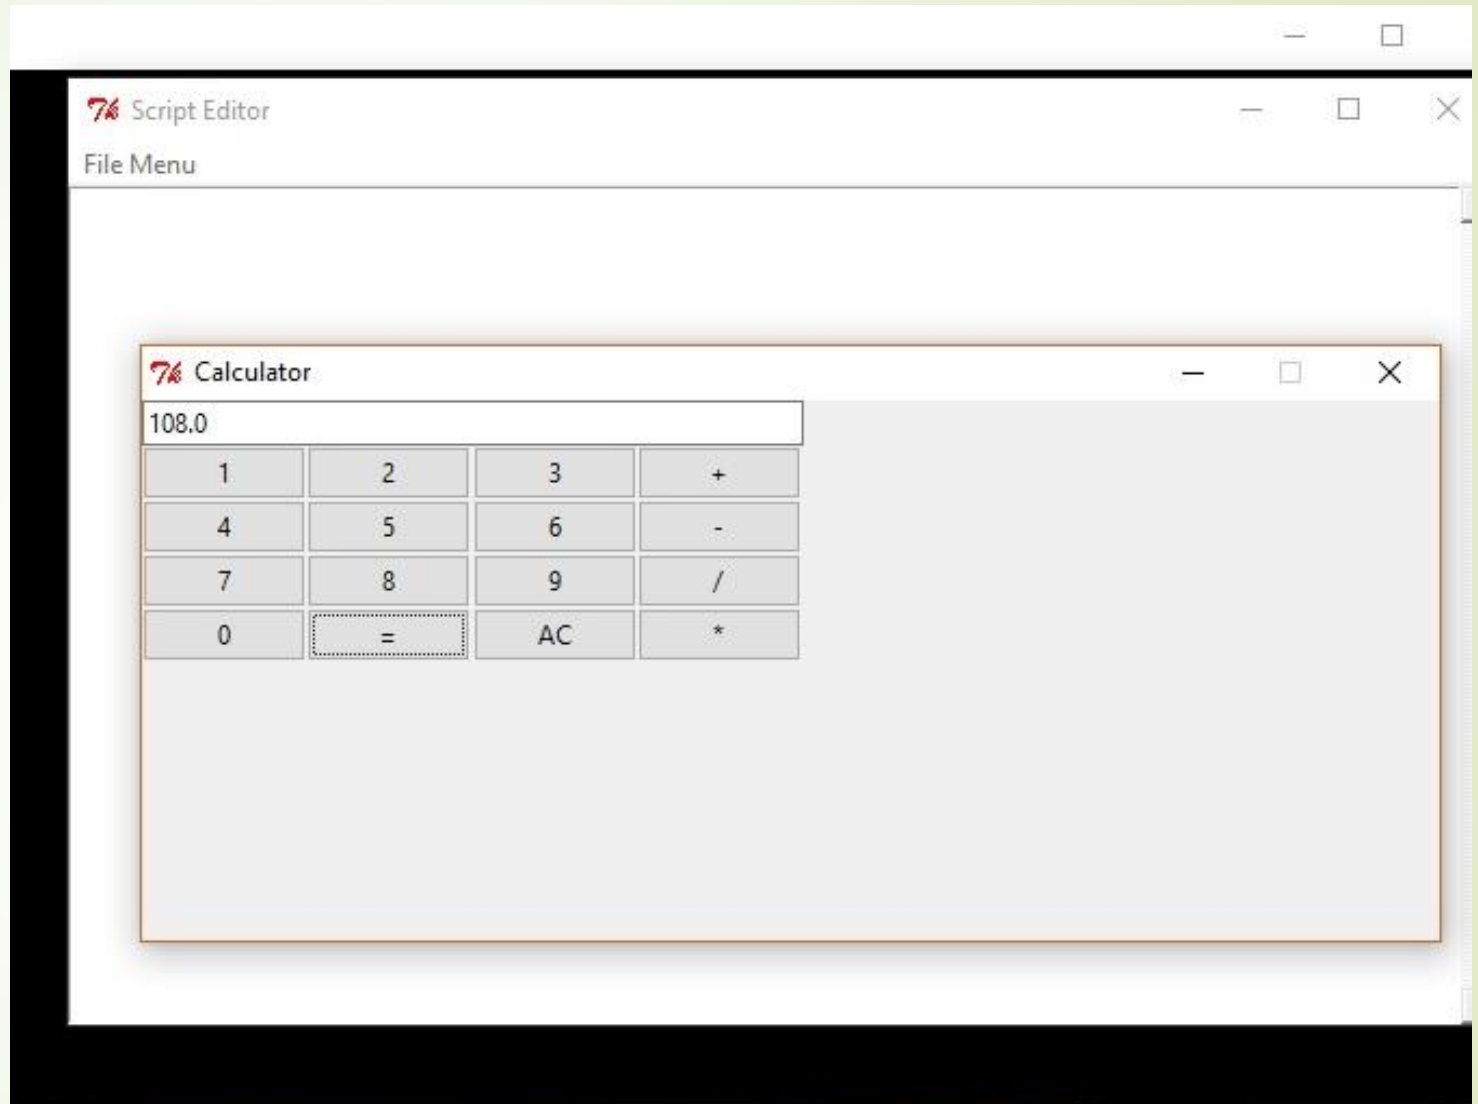 Script Editor
File Menu
Calculator
108.0
1 2 3 +
4 5 6 -
7 8 9 /
0 = AC *